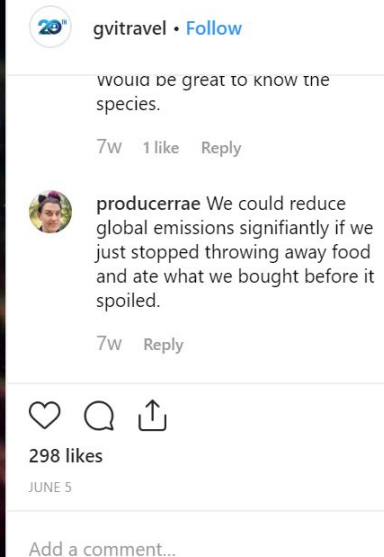 20TH
gvitravel • Follow
Would be great to know the
species.
7w 1 like Reply
producerrae We could reduce
global emissions signifiantly if we
just stopped throwing away food
and ate what we bought before it
spoiled.
7w Reply
298 likes
JUNE 5
Add a comment...